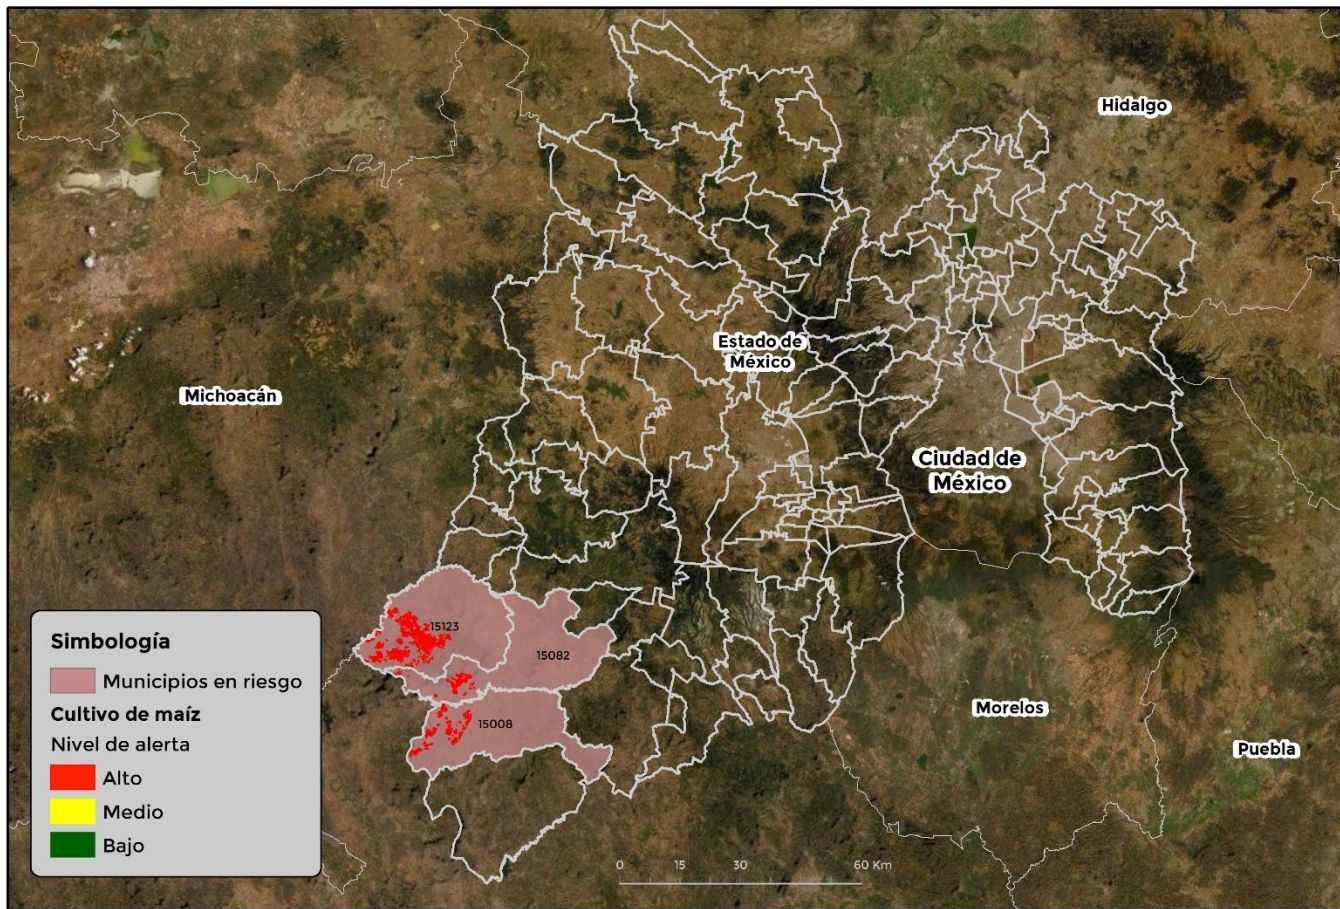 Hidalgo
Estado de
México
Michoacán
Ciudad de
México
15123
15082
15008
Morelos
Puebla
Simbología
Municipios en riesgo
Cultivo de maíz
Nivel de alerta
Alto
Medio
Bajo
0 15 30 60 Km